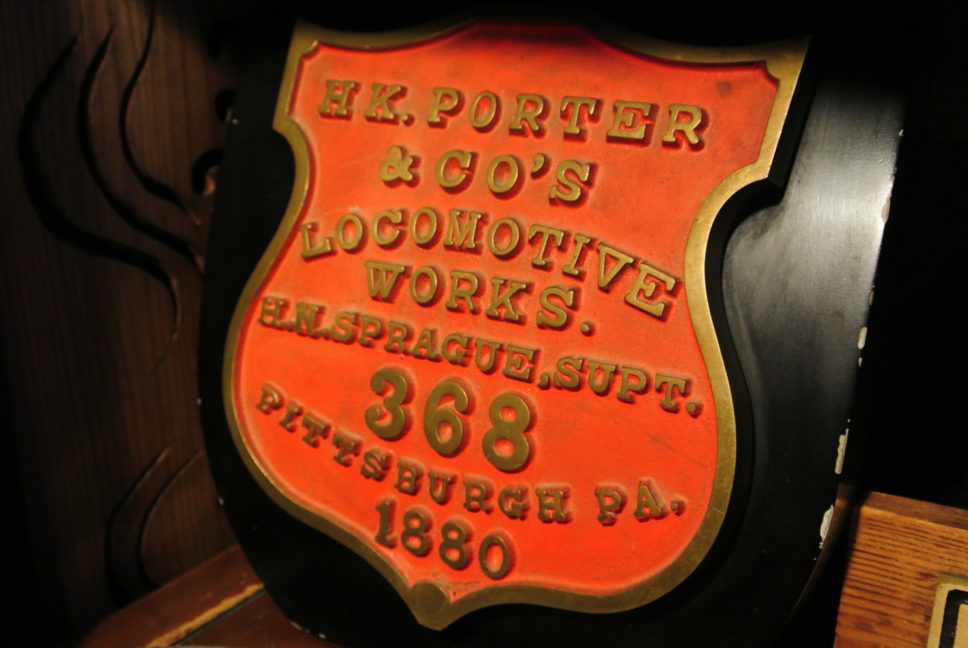 H.K. PORTER
& CO'S
LOCOMOTIVE
WORKS.
H.N.SPRAGUE, SUPT.
368
PITTSBURGH PA.
1880